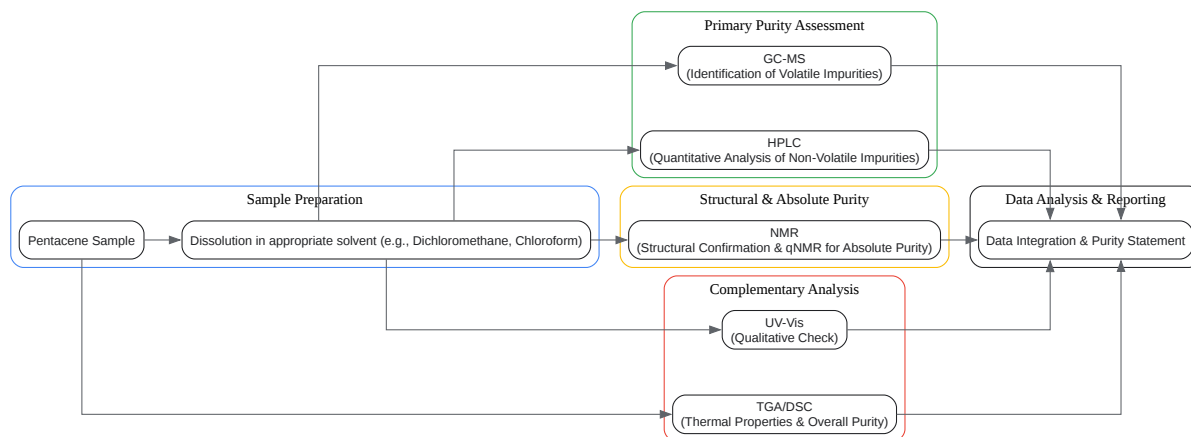 Primary Purity Assessment
GC-MS
(Identification of Volatile Impurities)
HPLC
(Quantitative Analysis of Non-Volatile Impurities)
Sample Preparation
Pentacene Sample
Dissolution in appropriate solvent (e.g., Dichloromethane, Chloroform)
Structural & Absolute Purity
NMR
(Structural Confirmation & qNMR for Absolute Purity)
Data Analysis & Reporting
Data Integration & Purity Statement
Complementary Analysis
UV-Vis
(Qualitative Check)
TGA/DSC
(Thermal Properties & Overall Purity)